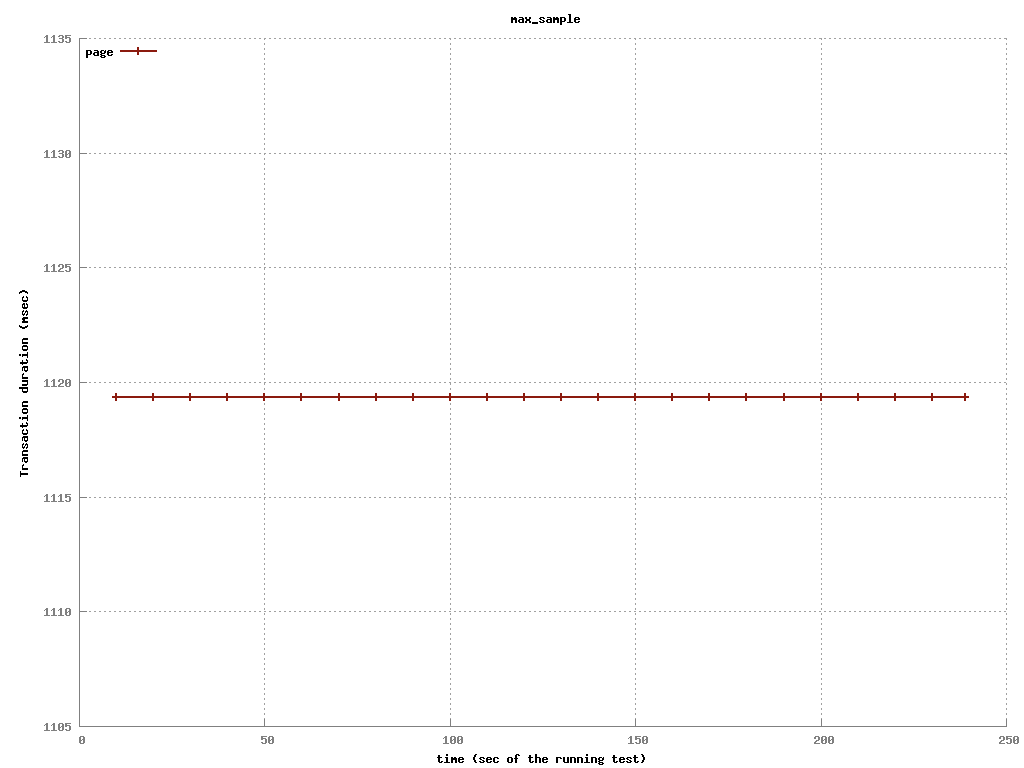 max_sample
1135
page
1130
1125
1120
1115
1110
1105
Transaction duration (msec)
0 50 100 150 200 250
time (sec of the running test)